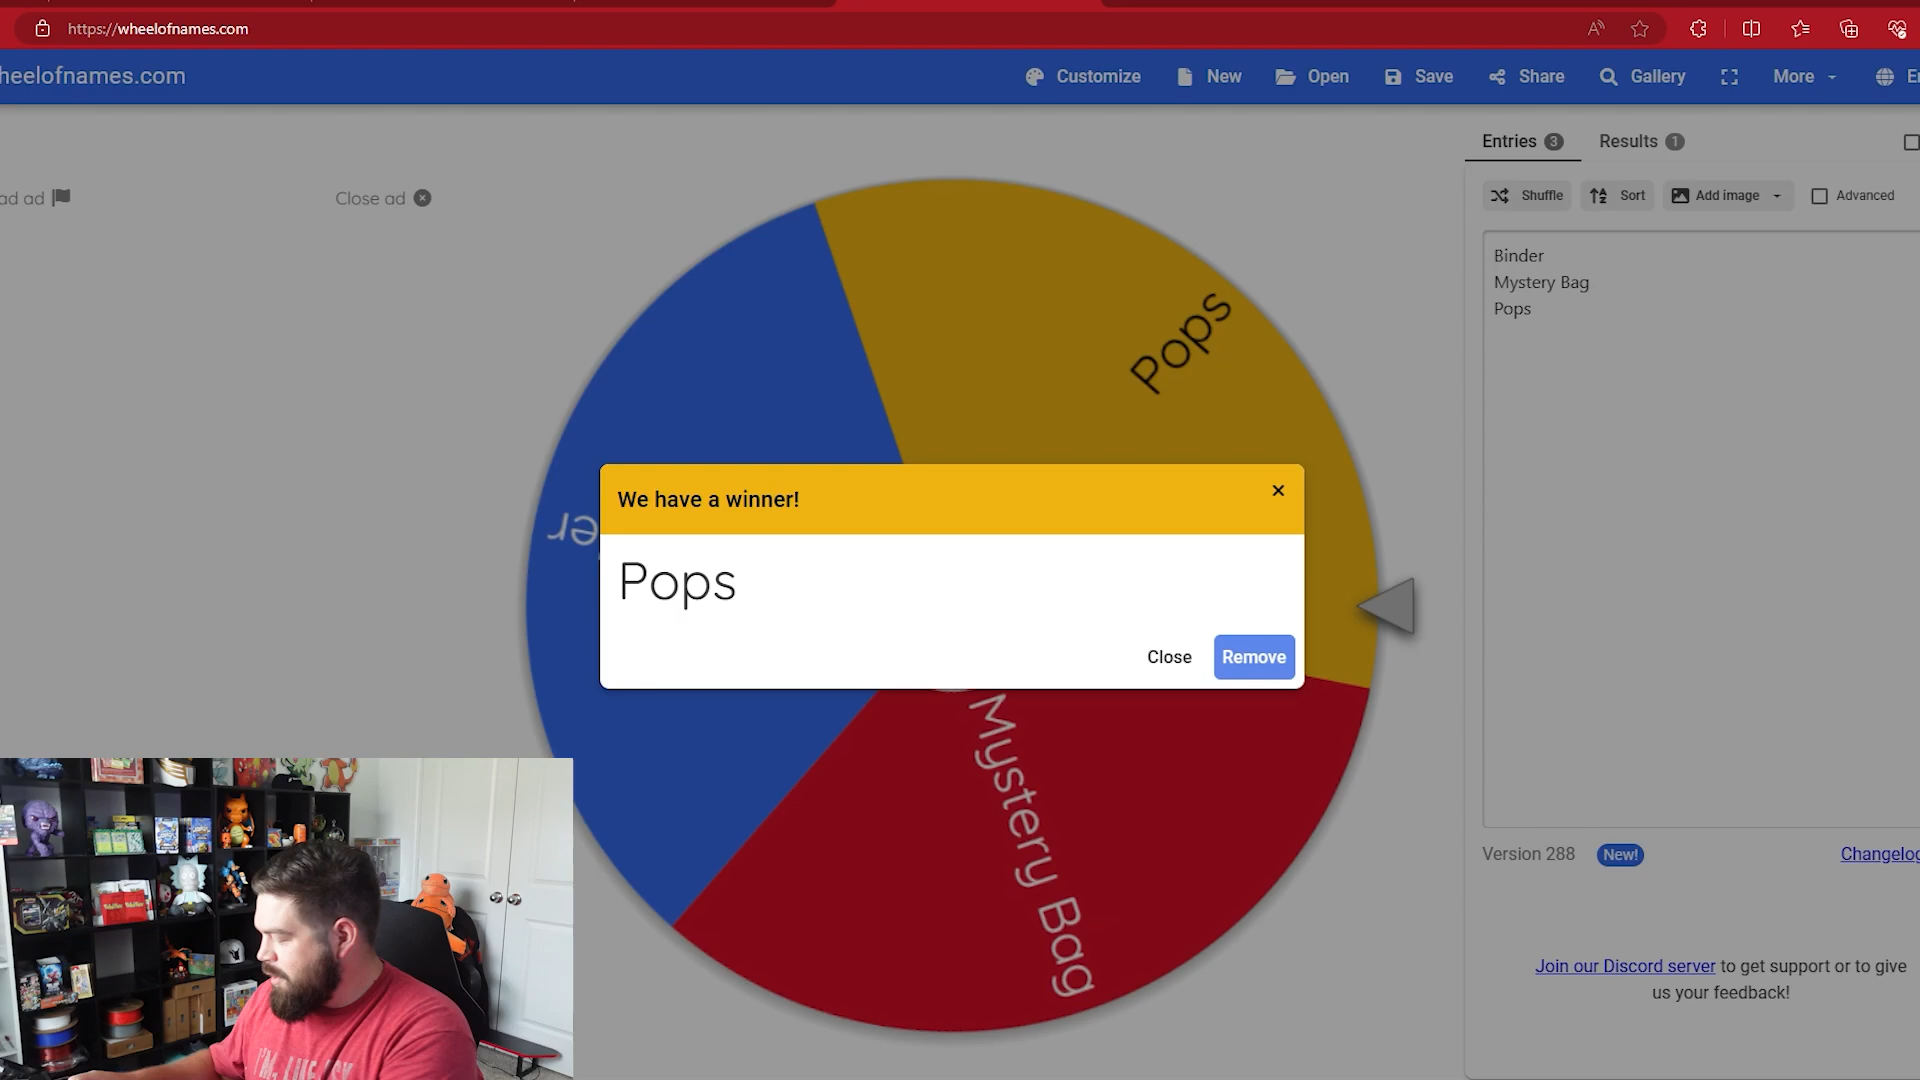 https://wheelofnames.com
heelofnames.com
Customize
New
Open
Save
Share
Gallery
More
Entries 3
Results 1
ad ad
Close ad
Shuffle
Sort
Add image
Advanced
Binder
Mystery Bag
Pops
Pops
er
We have a winner!
Pops
Close
Remove
Mystery Bag
Version 288
New!
Changelog
Join our Discord server to get support or to give
us your feedback!